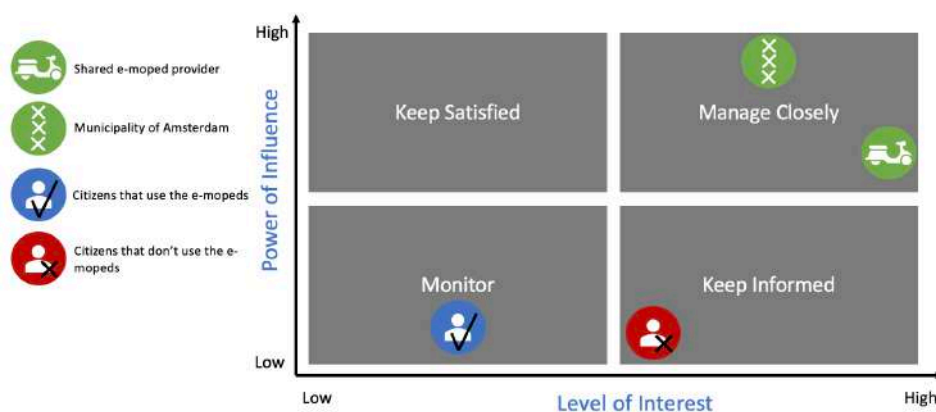 Shared e-moped provider
Municipality of Amsterdam
Citizens that use the e-mopeds
Citizens that don't use the e-
mopeds
Power of Influence
High
Low
Keep Satisfied
Manage Closely
Monitor
Keep Informed
Low
Level of Interest
High